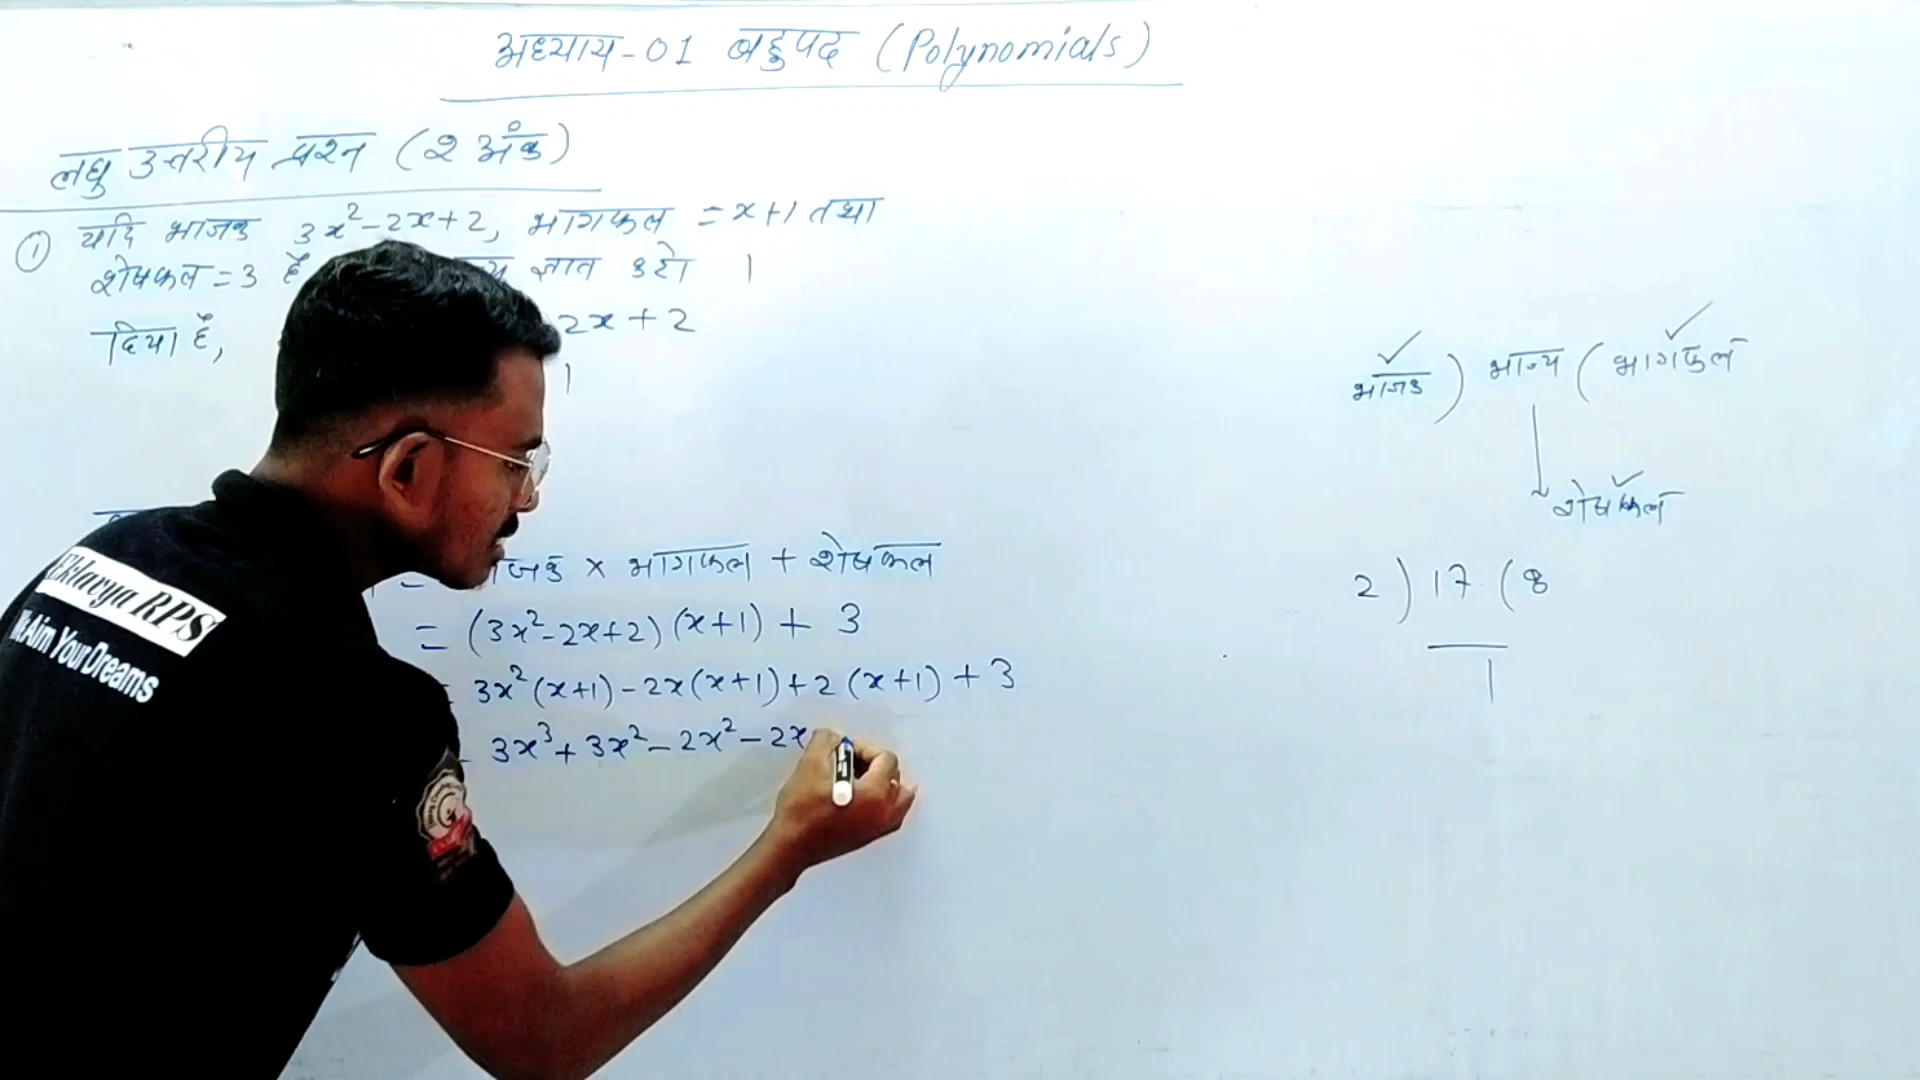 अध्याय-01 बहुपद (Polynomials)
लघु उत्तरीय प्रश्न (2 अंक)
① यदि भाजक 3x²-2x+2, भागफल = x+1 तथा
शेषफल = 3 है ज्ञात करो ।
दिया है, 2x + 2
1
= × भागफल + शेषफल
= (3x²-2x+2) (x+1) + 3
3x²(x+1) - 2x(x+1) + 2(x+1) + 3
3x³ + 3x² - 2x² - 2x
✓ ✓
भाजक ) भाज्य ( भागफल
✓
शेषफल
2 ) 17 ( 8
1
Eklavya RPS
We Aim Your Dreams